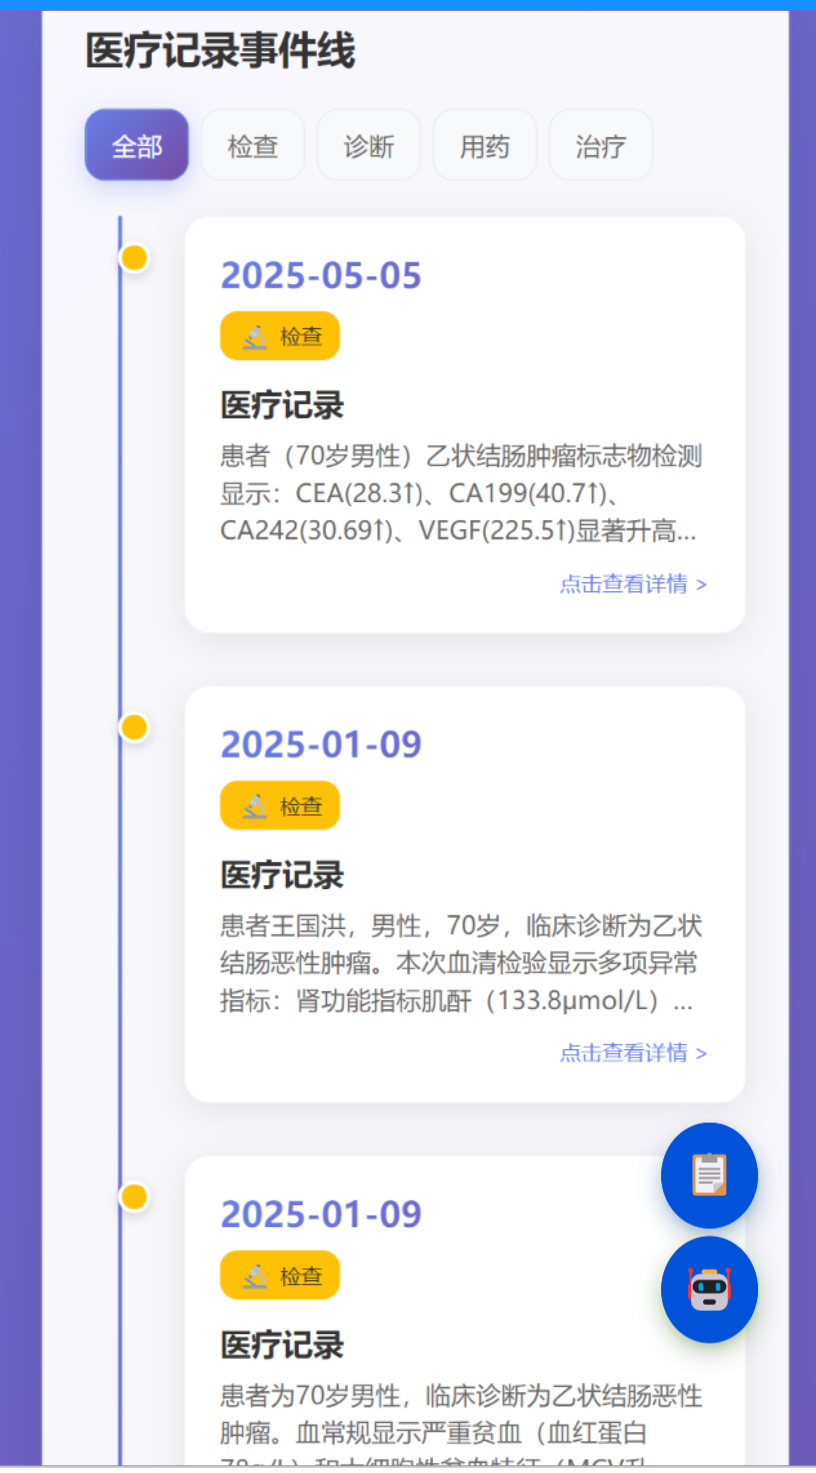 医疗记录事件线
全部 检查 诊断 用药 治疗
2025-05-05
检查
医疗记录
患者（70岁男性）乙状结肠肿瘤标志物检测
显示：CEA(28.3↑)、CA199(40.7↑)、
CA242(30.69↑)、VEGF(225.5↑)显著升高...
点击查看详情 >
2025-01-09
检查
医疗记录
患者王国洪，男性，70岁，临床诊断为乙状
结肠恶性肿瘤。本次血清检验显示多项异常
指标：肾功能指标肌酐（133.8μmol/L）...
点击查看详情 >
2025-01-09
检查
医疗记录
患者为70岁男性，临床诊断为乙状结肠恶性
肿瘤。血常规显示严重贫血（血红蛋白